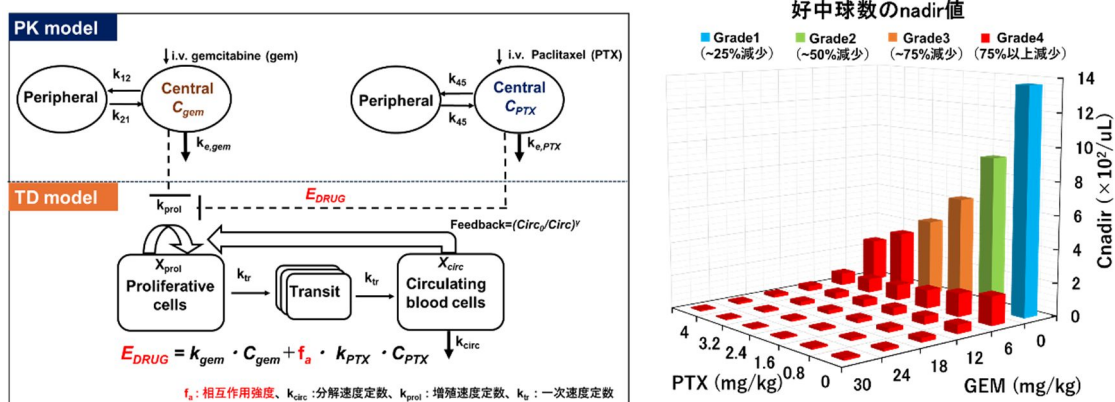 PK model
i.v. gemcitabine (gem)
i.v. Paclitaxel (PTX)
Peripheral
k12
k21
Central
Cgem
ke,gem
Peripheral
k45
k45
Central
CPTX
ke,PTX
TD model
EDRUG
kprol
Feedback=(Circ0/Circ)γ
Xprol
Proliferative
cells
ktr
Transit
ktr
Xcirc
Circulating
blood cells
kcirc
EDRUG = kgem · Cgem + fa · kPTX · CPTX
fa : 相互作用強度、kcirc :分解速度定数、kprol : 増殖速度定数、ktr : 一次速度定数
好中球数のnadir値
Grade1
(~25%減少)
Grade2
(~50%減少)
Grade3
(~75%減少)
Grade4
(75%以上減少)
14
12
10
8
6
4
2
0
Cnadir (×10²/uL)
4
3.2
2.4
1.6
0.8
0
PTX (mg/kg)
30
24
18
12
6
0
GEM (mg/kg)